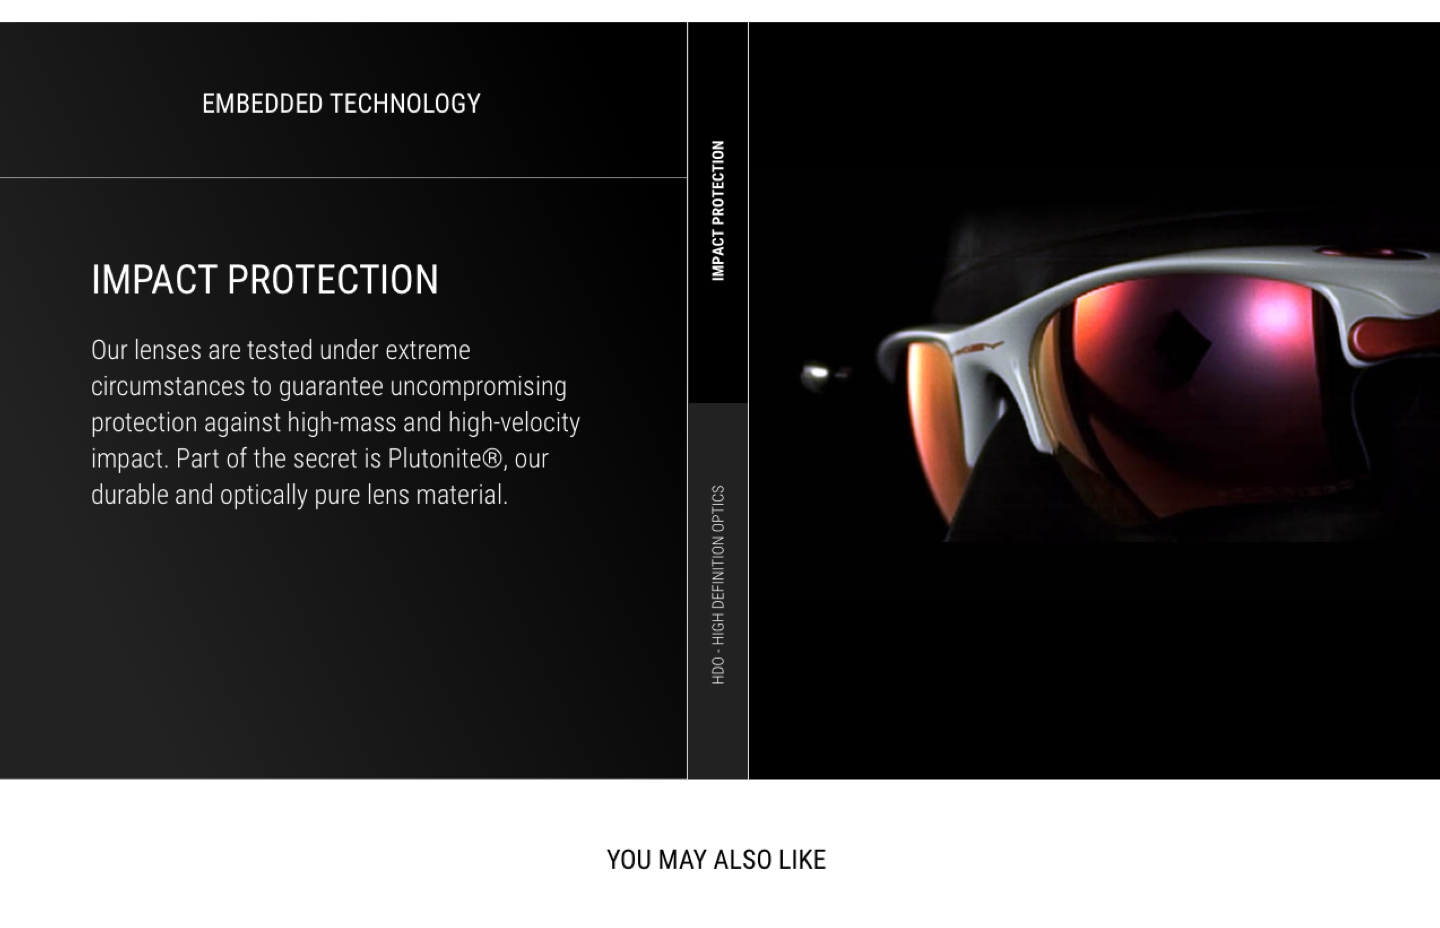 EMBEDDED TECHNOLOGY
IMPACT PROTECTION
Our lenses are tested under extreme
circumstances to guarantee uncompromising
protection against high-mass and high-velocity
impact. Part of the secret is Plutonite®, our
durable and optically pure lens material.
IMPACT PROTECTION
HDO - HIGH DEFINITION OPTICS
YOU MAY ALSO LIKE